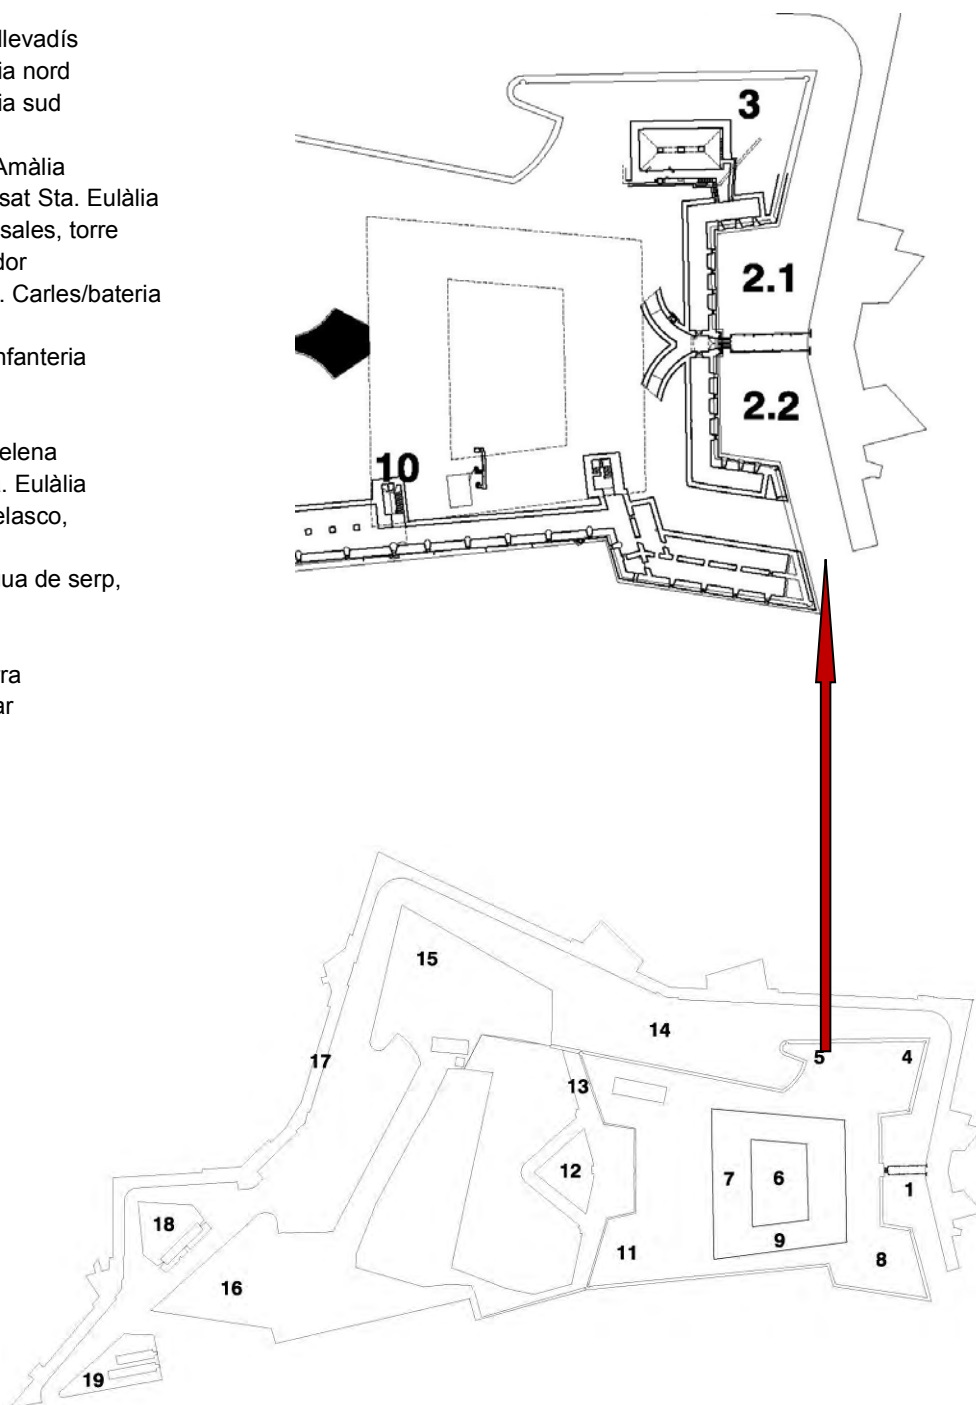 llevadís
ia nord
ia sud
Amàlia
sat Sta. Eulàlia
sales, torre
dor
. Carles/bateria
nfanteria
elena
. Eulàlia
elasco,
ua de serp,
ra
ar
3
2.1
2.2
10
15
14
5
4
17
13
12
7
6
1
18
9
11
8
16
19